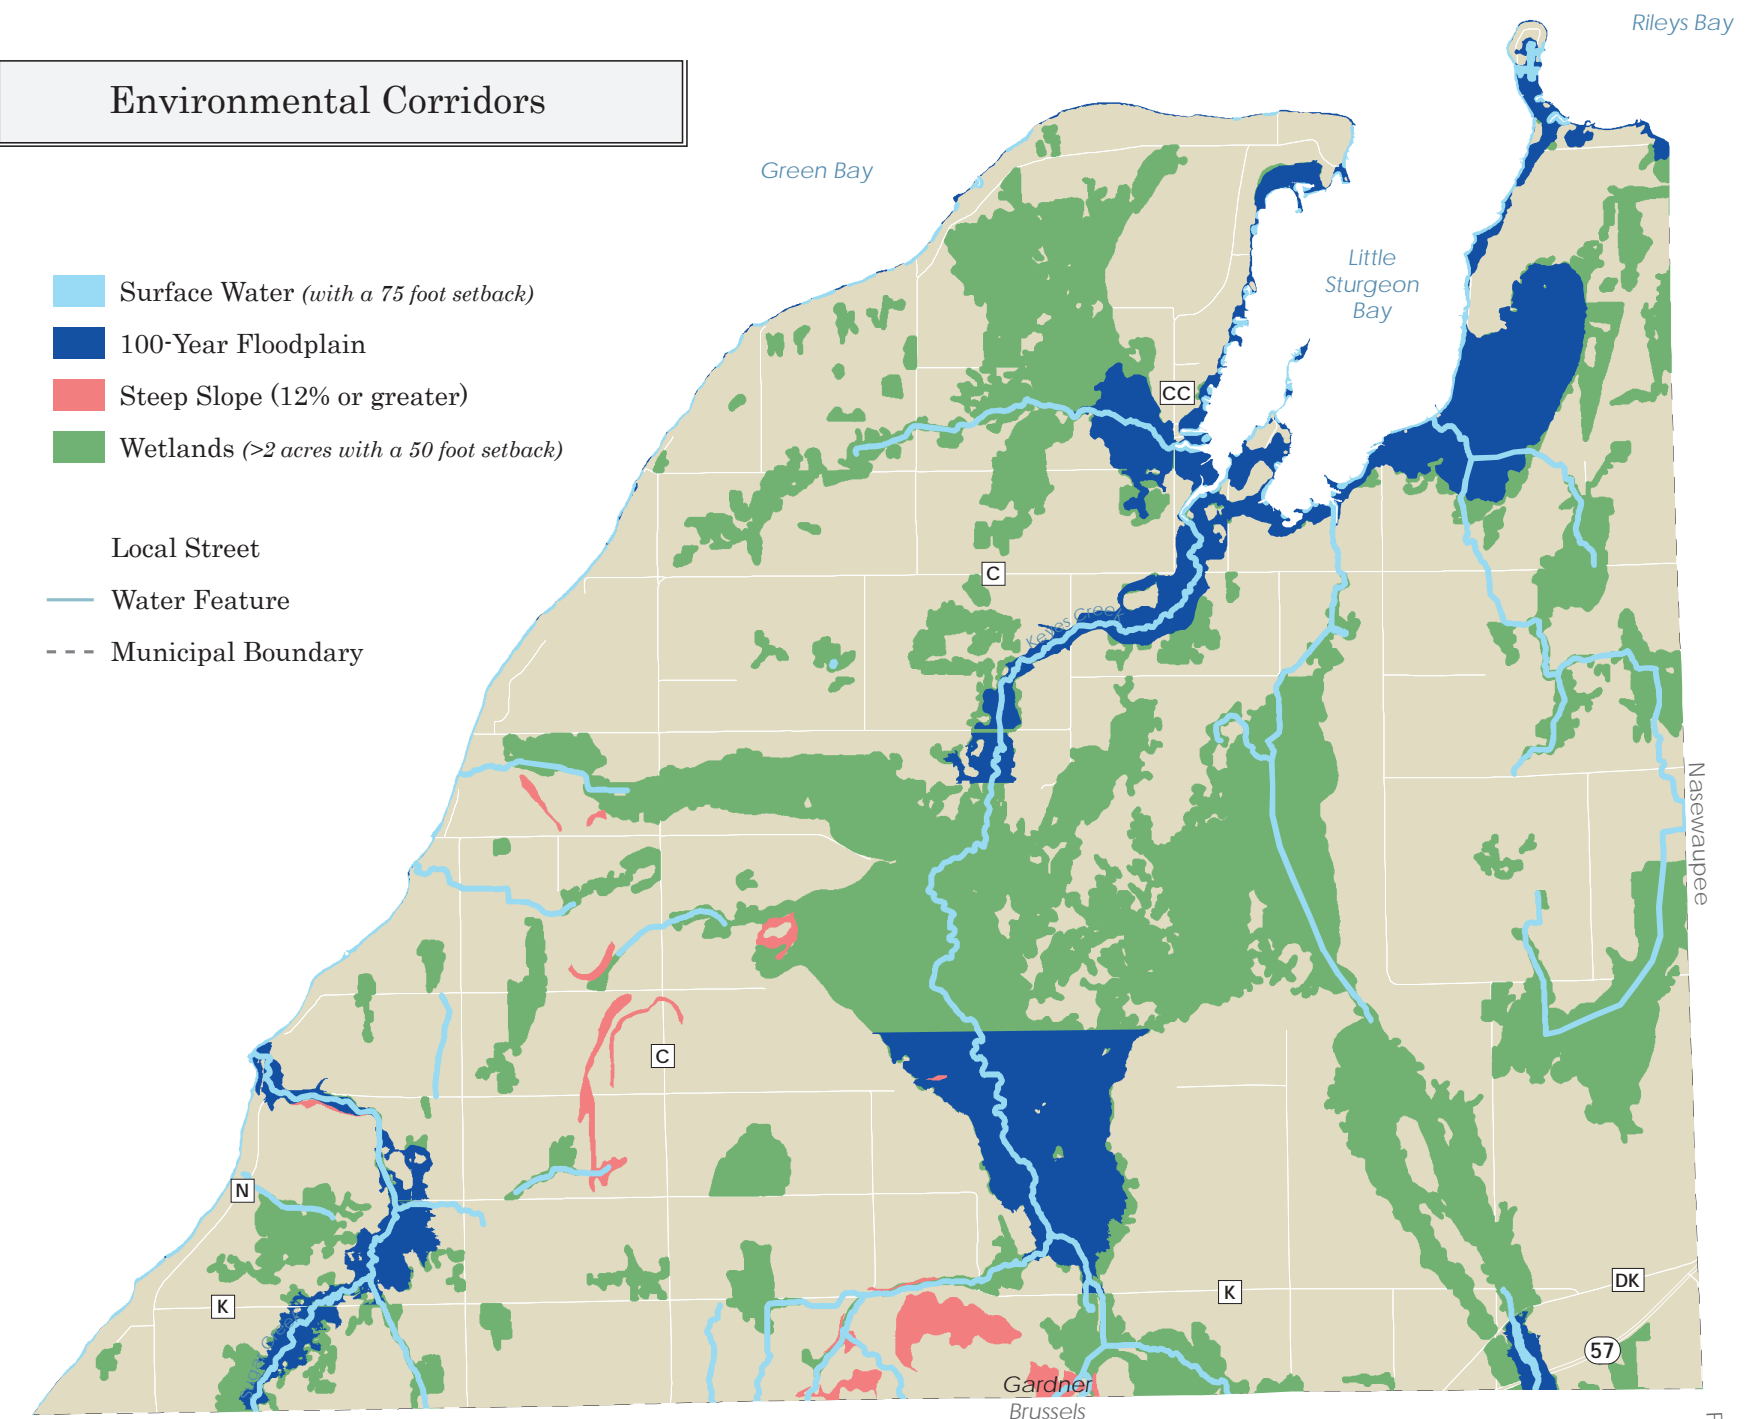 Rileys Bay
Environmental Corridors
Green Bay
Little
Sturgeon
Bay
Surface Water (with a 75 foot setback)
100-Year Floodplain
Steep Slope (12% or greater)
Wetlands (>2 acres with a 50 foot setback)
CC
Local Street
Water Feature
Municipal Boundary
C
Keyes Creek
Nasewaupee
C
N
K
K
DK
57
Gardner
Brussels